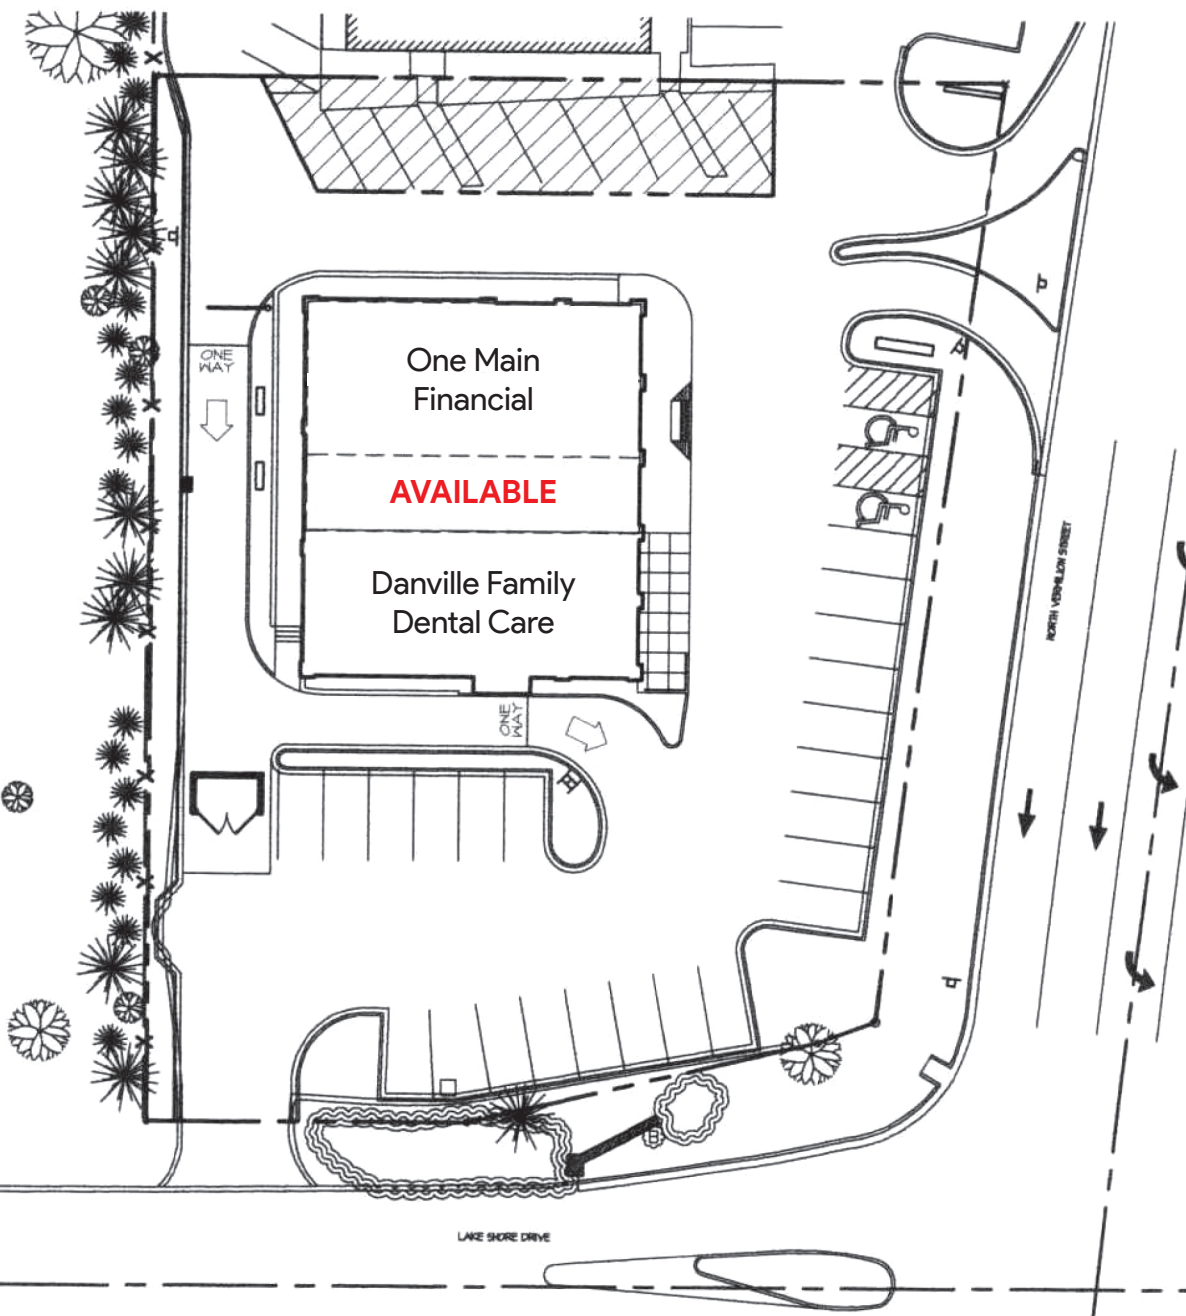 ONE
WAY
One Main
Financial
AVAILABLE
Danville Family
Dental Care
ONE
WAY
NORTH VERMILION STREET
LAKE SHORE DRIVE